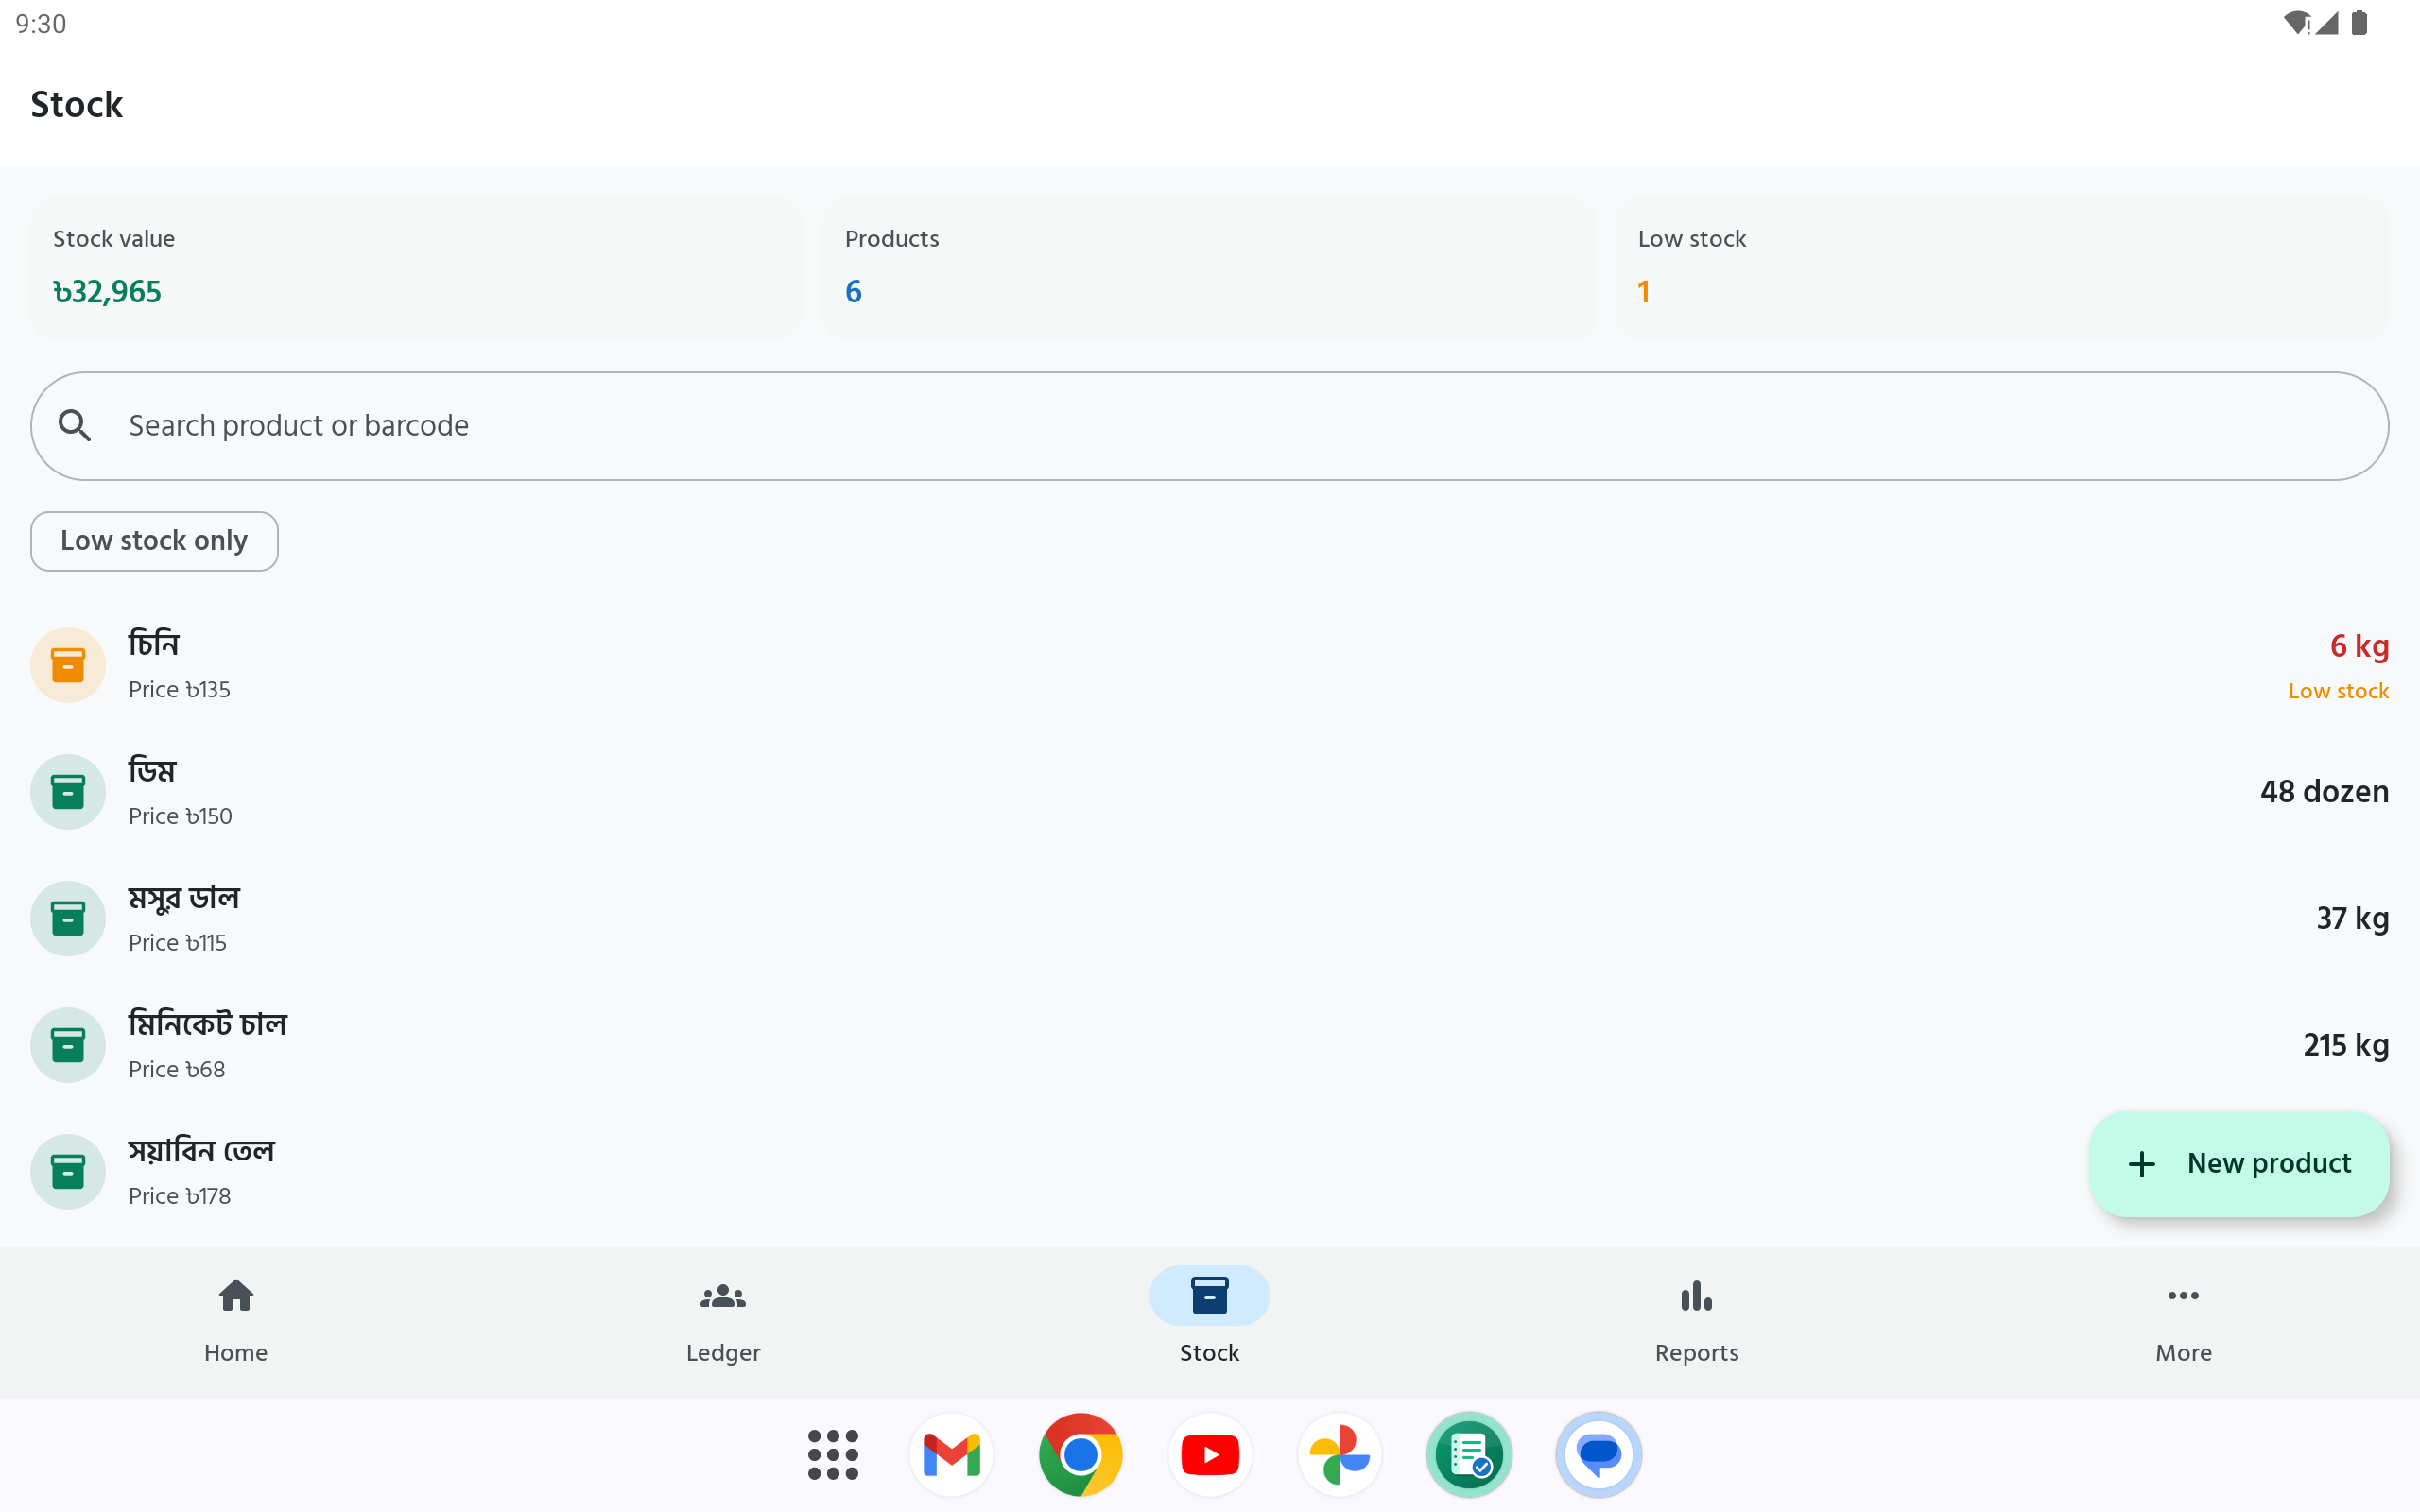 9:30
Stock
Stock value
৳32,965
Products
6
Low stock
1
Search product or barcode
Low stock only
চিনি
Price ৳135
6 kg
Low stock
ডিম
Price ৳150
48 dozen
মসুর ডাল
Price ৳115
37 kg
মিনিকেট চাল
Price ৳68
215 kg
সয়াবিন তেল
Price ৳178
New product
Home
Ledger
Stock
Reports
More